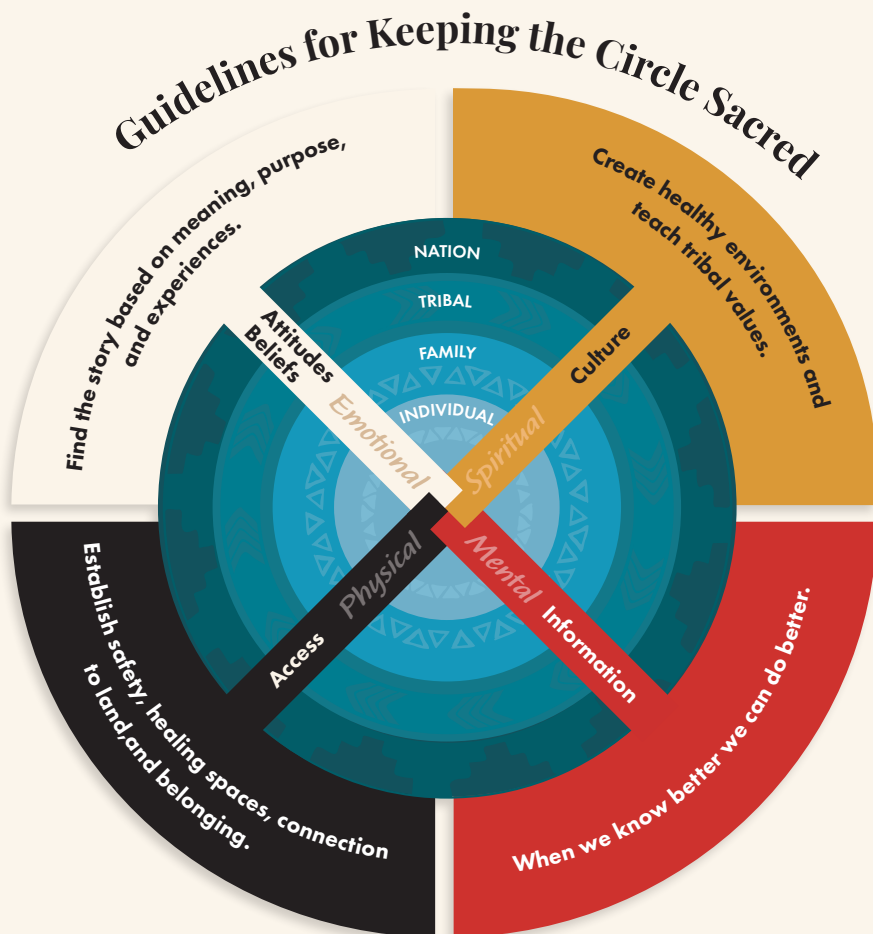 Guidelines for Keeping the Circle Sacred
Find the story based on meaning, purpose,
and experiences.
Create healthy environments and
teach tribal values.
NATION
TRIBAL
FAMILY
INDIVIDUAL
Attitudes
Beliefs
Emotional
Culture
Spiritual
Physical
Access
Mental
Information
Establish safety, healing spaces, connection
to land,and belonging.
When we know better we can do better.